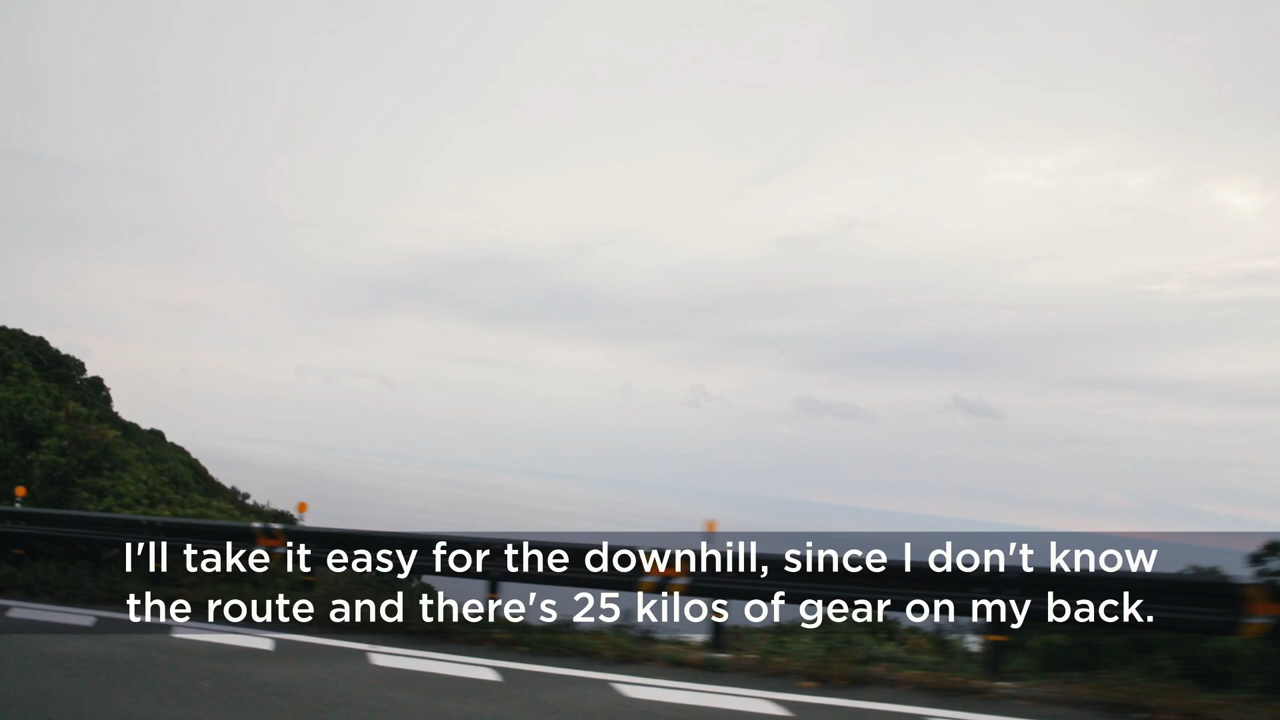 I'll take it easy for the downhill, since I don't know
the route and there's 25 kilos of gear on my back.